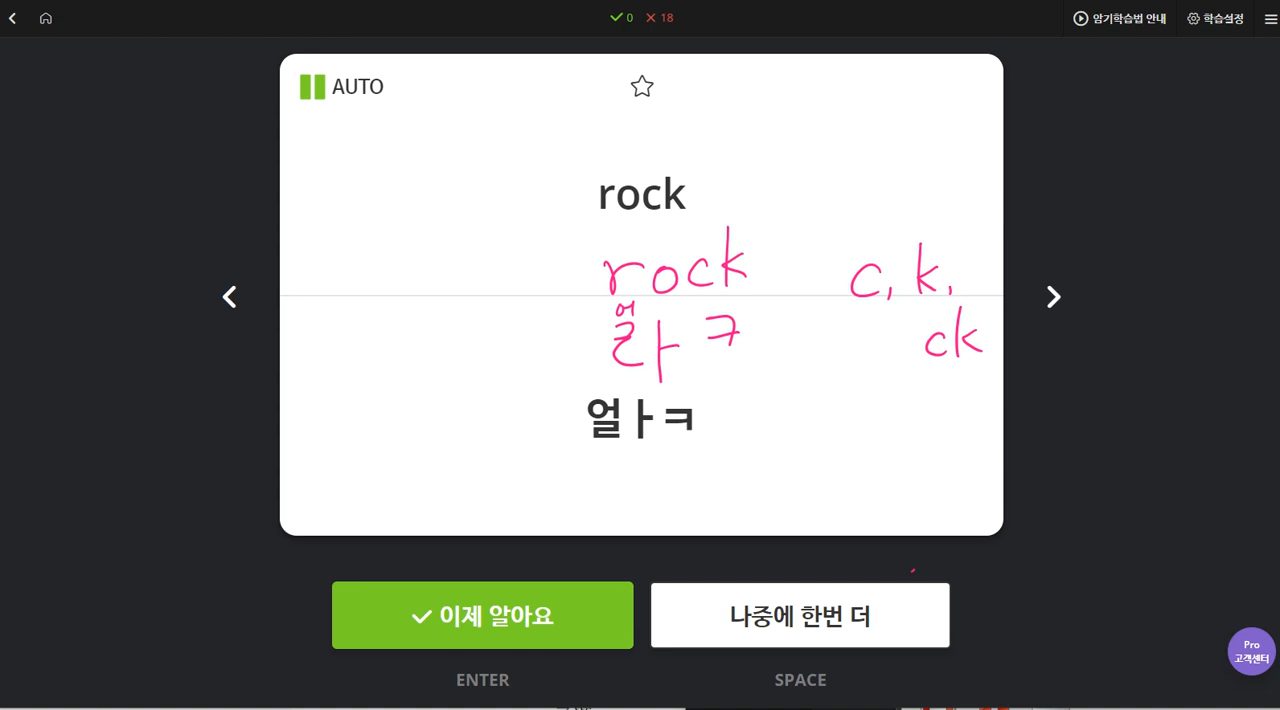 0 18 암기학습법 안내 학습설정
AUTO
rock
rock c, k,
어
라 ㅋ ck
얼ㅏㅋ
이제 알아요 나중에 한번 더
Pro
고객센터
ENTER SPACE